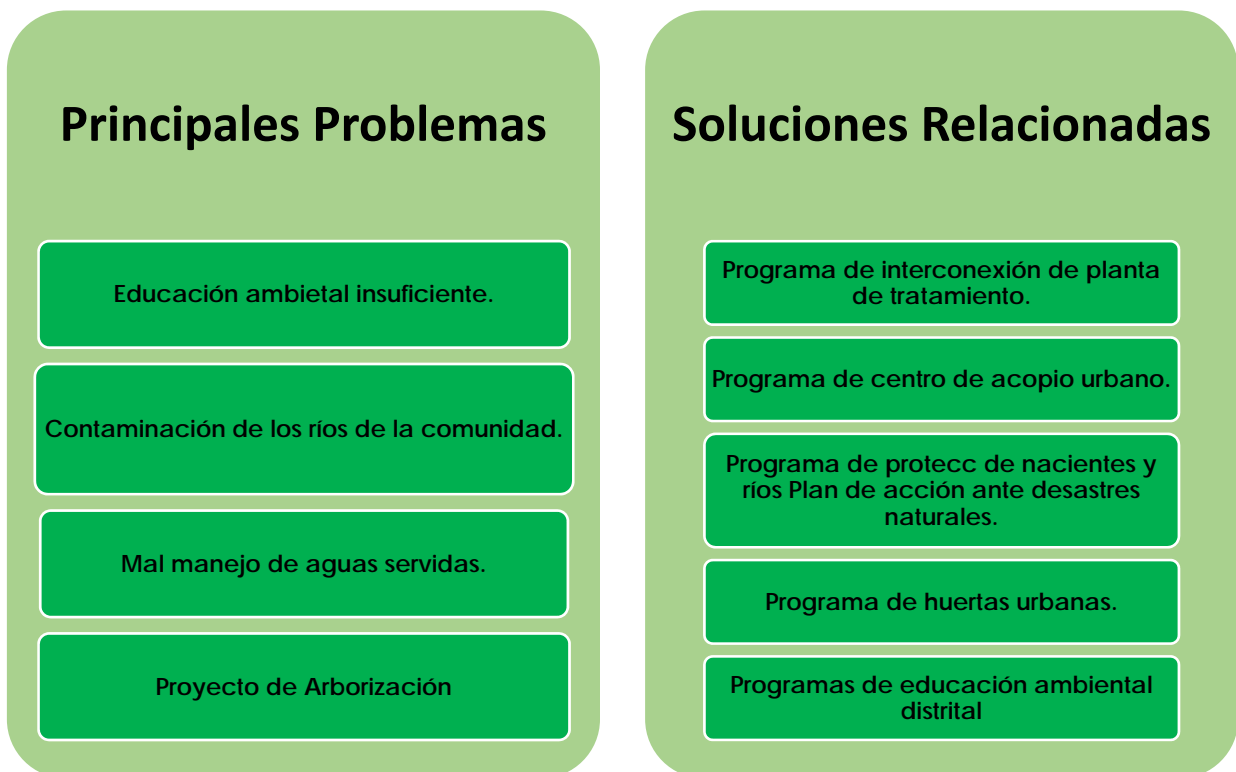 Principales Problemas
Educación ambietal insuficiente.
Contaminación de los ríos de la comunidad.
Mal manejo de aguas servidas.
Proyecto de Arborización
Soluciones Relacionadas
Programa de interconexión de planta
de tratamiento.
Programa de centro de acopio urbano.
Programa de protecc de nacientes y
ríos Plan de acción ante desastres
naturales.
Programa de huertas urbanas.
Programas de educación ambiental
distrital